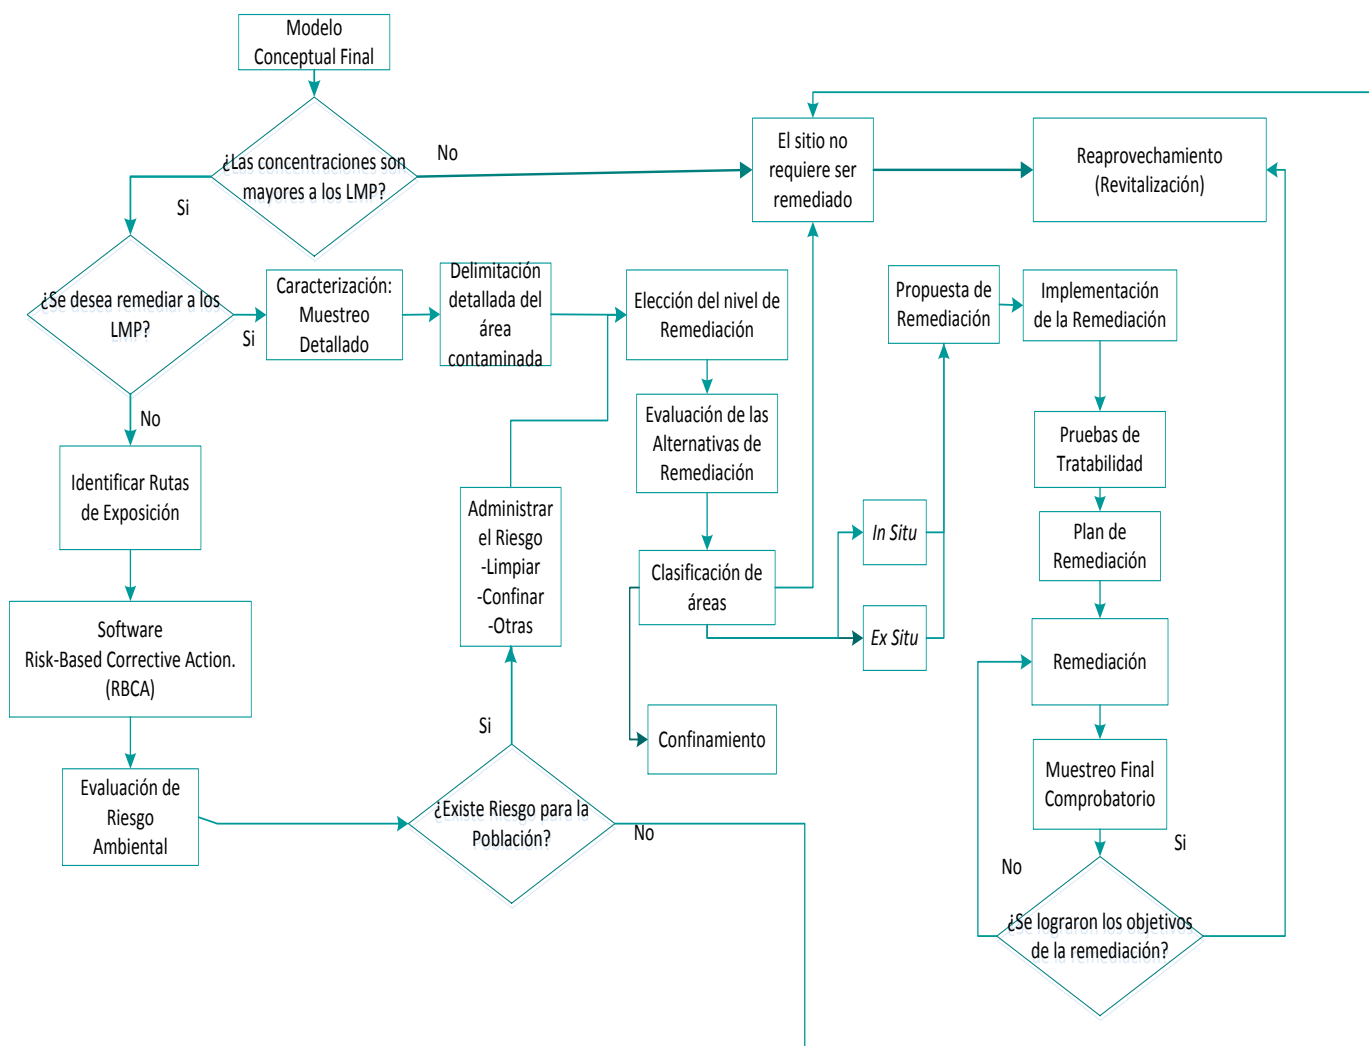 Modelo
Conceptual Final
¿Las concentraciones son
mayores a los LMP?
No
Si
El sitio no
requiere ser
remediado
Reaprovechamiento
(Revitalización)
¿Se desea remediar a los
LMP?
Si
No
Caracterización:
Muestreo
Detallado
Delimitación
detallada del
área
contaminada
Elección del nivel de
Remediación
Propuesta de
Remediación
Implementación
de la Remediación
Evaluación de las
Alternativas de
Remediación
Pruebas de
Tratabilidad
Identificar Rutas
de Exposición
Administrar
el Riesgo
-Limpiar
-Confinar
-Otras
In Situ
Plan de
Remediación
Clasificación de
áreas
Ex Situ
Software
Risk-Based Corrective Action.
(RBCA)
Remediación
Si
Confinamiento
Muestreo Final
Comprobatorio
Evaluación de
Riesgo
Ambiental
¿Existe Riesgo para la
Población?
No
No
Si
¿Se lograron los objetivos
de la remediación?